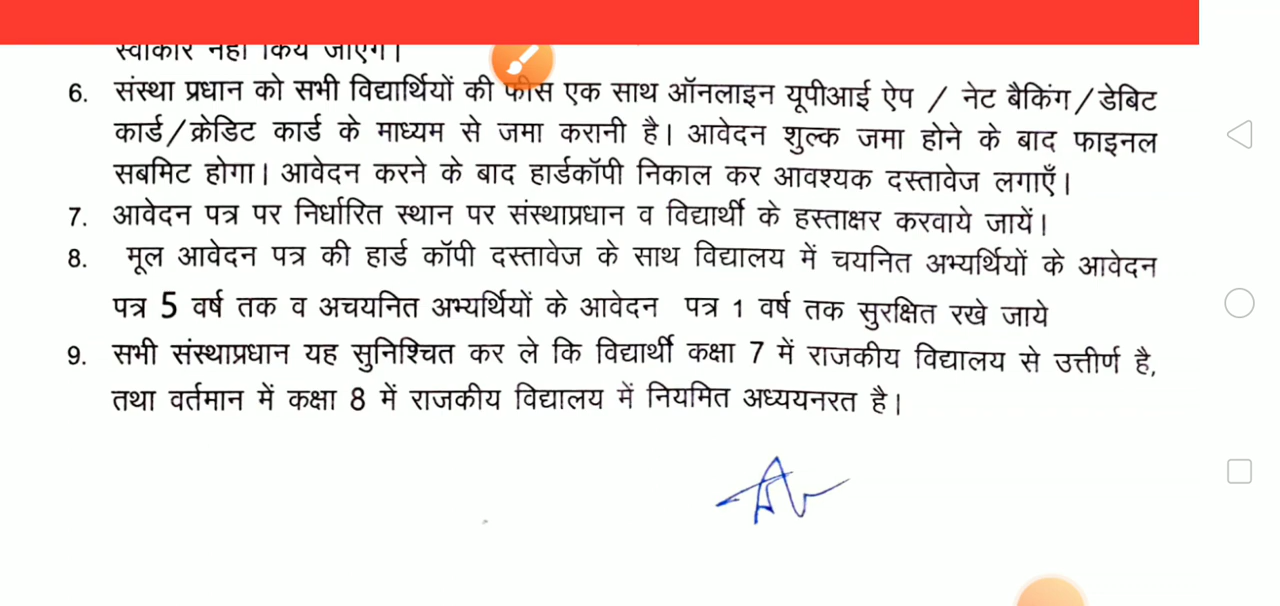 स्वीकार नहीं किये जाएंगे।
6. संस्था प्रधान को सभी विद्यार्थियों की फीस एक साथ ऑनलाइन यूपीआई ऐप / नेट बैकिंग/डेबिट
कार्ड/क्रेडिट कार्ड के माध्यम से जमा करानी है। आवेदन शुल्क जमा होने के बाद फाइनल
सबमिट होगा। आवेदन करने के बाद हार्डकॉपी निकाल कर आवश्यक दस्तावेज लगाएँ।
7. आवेदन पत्र पर निर्धारित स्थान पर संस्थाप्रधान व विद्यार्थी के हस्ताक्षर करवाये जायें।
8. मूल आवेदन पत्र की हार्ड कॉपी दस्तावेज के साथ विद्यालय में चयनित अभ्यर्थियों के आवेदन
पत्र 5 वर्ष तक व अचयनित अभ्यर्थियों के आवेदन पत्र 1 वर्ष तक सुरक्षित रखे जाये
9. सभी संस्थाप्रधान यह सुनिश्चित कर ले कि विद्यार्थी कक्षा 7 में राजकीय विद्यालय से उत्तीर्ण है,
तथा वर्तमान में कक्षा 8 में राजकीय विद्यालय में नियमित अध्ययनरत है।